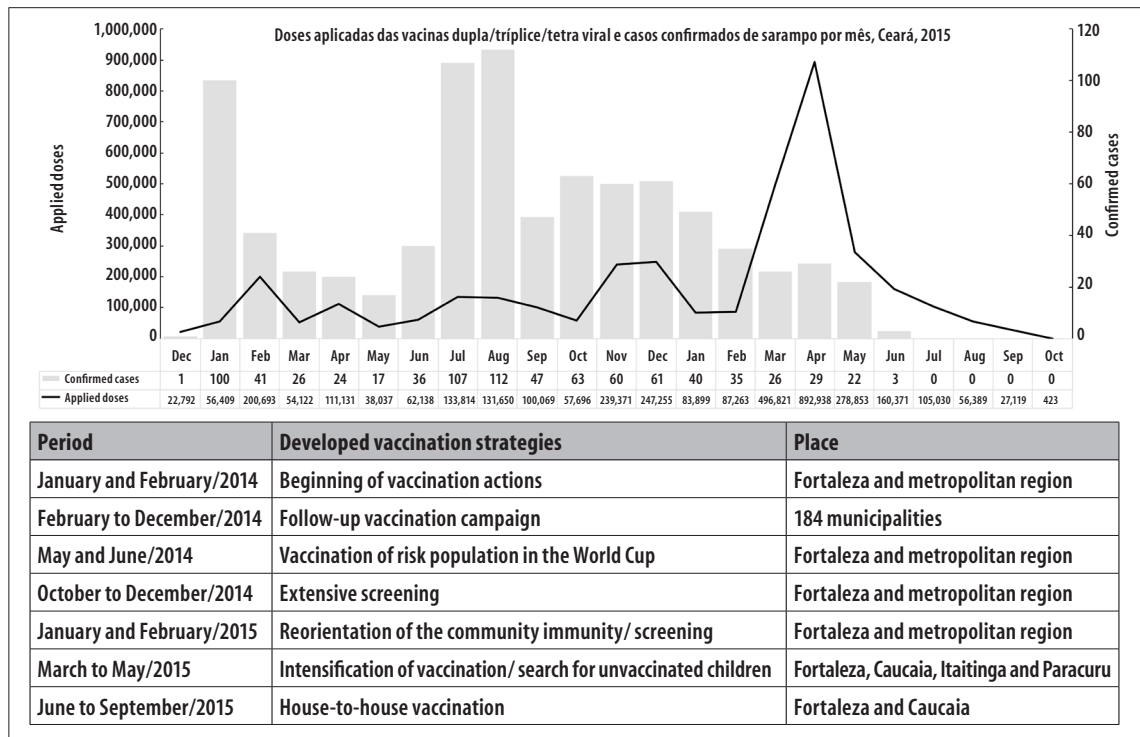 Doses aplicadas das vacinas dupla/tríplice/tetra viral e casos confirmados de sarampo por mês, Ceará, 2015
Applied doses
1,000,000
900,000
800,000
700,000
600,000
500,000
400,000
300,000
200,000
100,000
0
120
100
80
60
40
20
0
Confirmed cases
Dec Jan Feb Mar Apr May Jun Jul Aug Sep Oct Nov Dec Jan Feb Mar Apr May Jun Jul Aug Sep Oct
Confirmed cases 1 100 41 26 24 17 36 107 112 47 63 60 61 40 35 26 29 22 3 0 0 0 0
Applied doses 22,792 56,409 200,693 54,122 111,131 38,037 62,138 133,814 131,650 100,069 57,696 239,371 247,255 83,899 87,263 496,821 892,938 278,853 160,371 105,030 56,389 27,119 423
Period Developed vaccination strategies Place
January and February/2014 Beginning of vaccination actions Fortaleza and metropolitan region
February to December/2014 Follow-up vaccination campaign 184 municipalities
May and June/2014 Vaccination of risk population in the World Cup Fortaleza and metropolitan region
October to December/2014 Extensive screening Fortaleza and metropolitan region
January and February/2015 Reorientation of the community immunity/ screening Fortaleza and metropolitan region
March to May/2015 Intensification of vaccination/ search for unvaccinated children Fortaleza, Caucaia, Itaitinga and Paracuru
June to September/2015 House-to-house vaccination Fortaleza and Caucaia